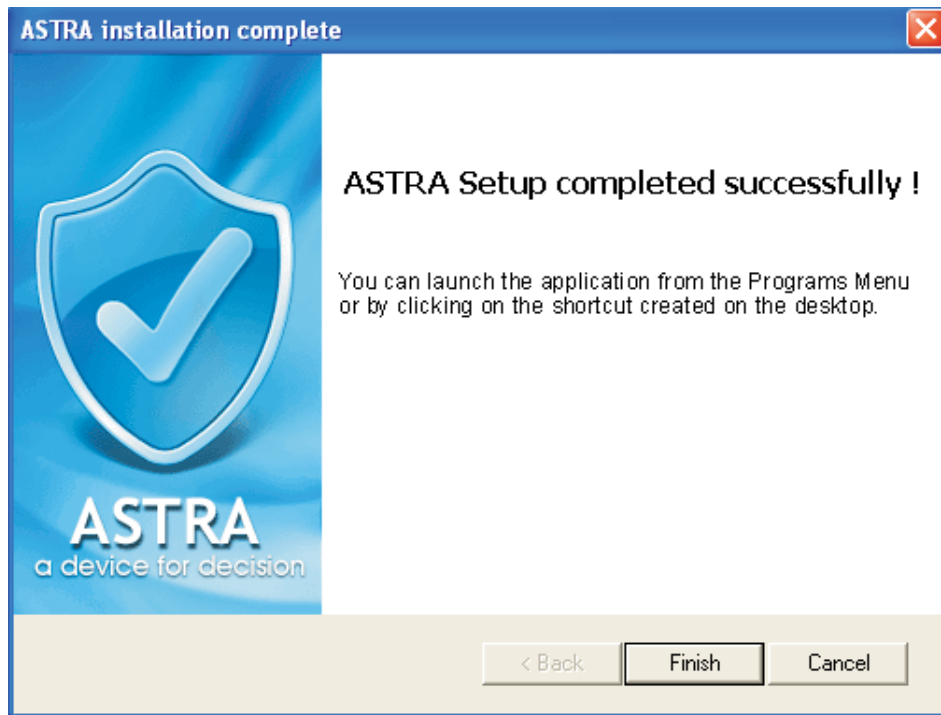 ASTRA installation complete
ASTRA Setup completed successfully !
You can launch the application from the Programs Menu
or by clicking on the shortcut created on the desktop.
ASTRA
a device for decision
< Back
Finish
Cancel